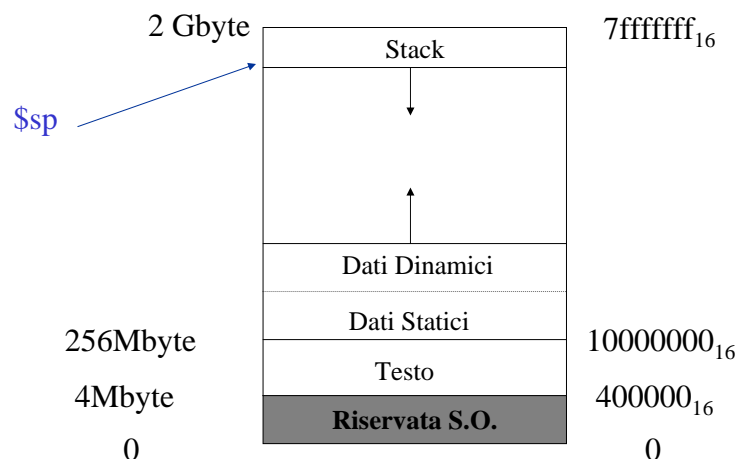 2 Gbyte
Stack
7fffffff₁₆
$sp
Dati Dinamici
Dati Statici
256Mbyte
10000000₁₆
Testo
4Mbyte
400000₁₆
Riservata S.O.
0
0